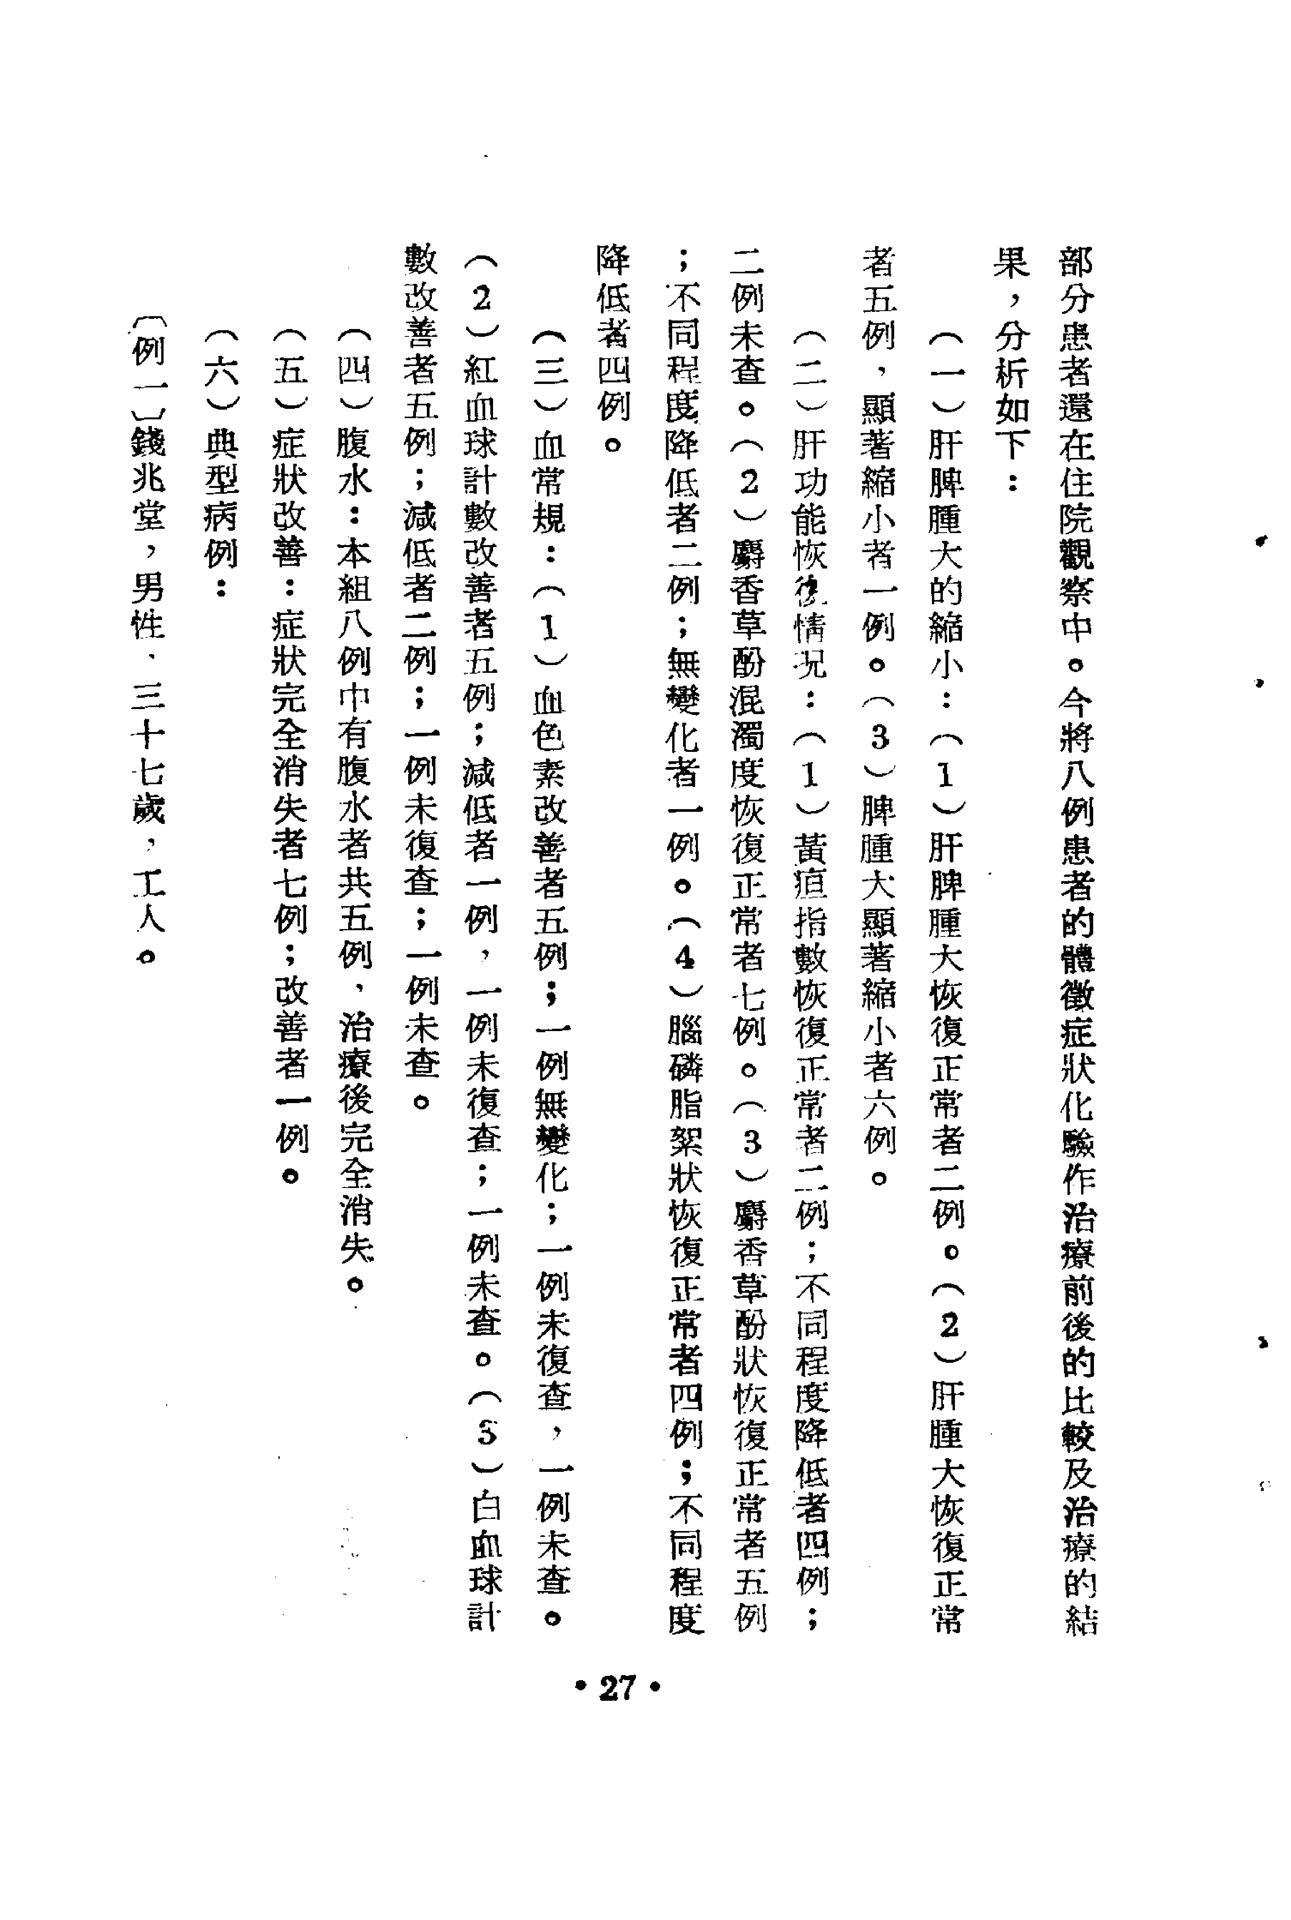 部分患者還在住院觀察中。今將八例患者的體徵症狀化驗作治療前後的比較及治療的結
果，分析如下：
（一）肝脾腫大的縮小：（1）肝脾腫大恢復正常者二例。（2）肝腫大恢復正常
者五例，顯著縮小者一例。（3）脾腫大顯著縮小者六例。
（二）肝功能恢復情況：（1）黃疸指數恢復正常者二例；不同程度降低者四例；
二例未查。（2）麝香草酚混濁度恢復正常者七例。（3）麝香草酚狀恢復正常者五例
；不同程度降低者二例；無變化者一例。（4）腦磷脂絮狀恢復正常者四例；不同程度
降低者四例。
（三）血常規：（1）血色素改善者五例；一例無變化；一例未復查，一例未查。
（2）紅血球計數改善者五例；減低者一例，一例未復查；一例未查。（3）白血球計
數改善者五例；減低者二例；一例未復查；一例未查。
（四）腹水：本組八例中有腹水者共五例，治療後完全消失。
（五）症狀改善：症狀完全消失者七例；改善者一例。
（六）典型病例：
〔例一〕錢兆堂，男性、三十七歲，工人。
•27•